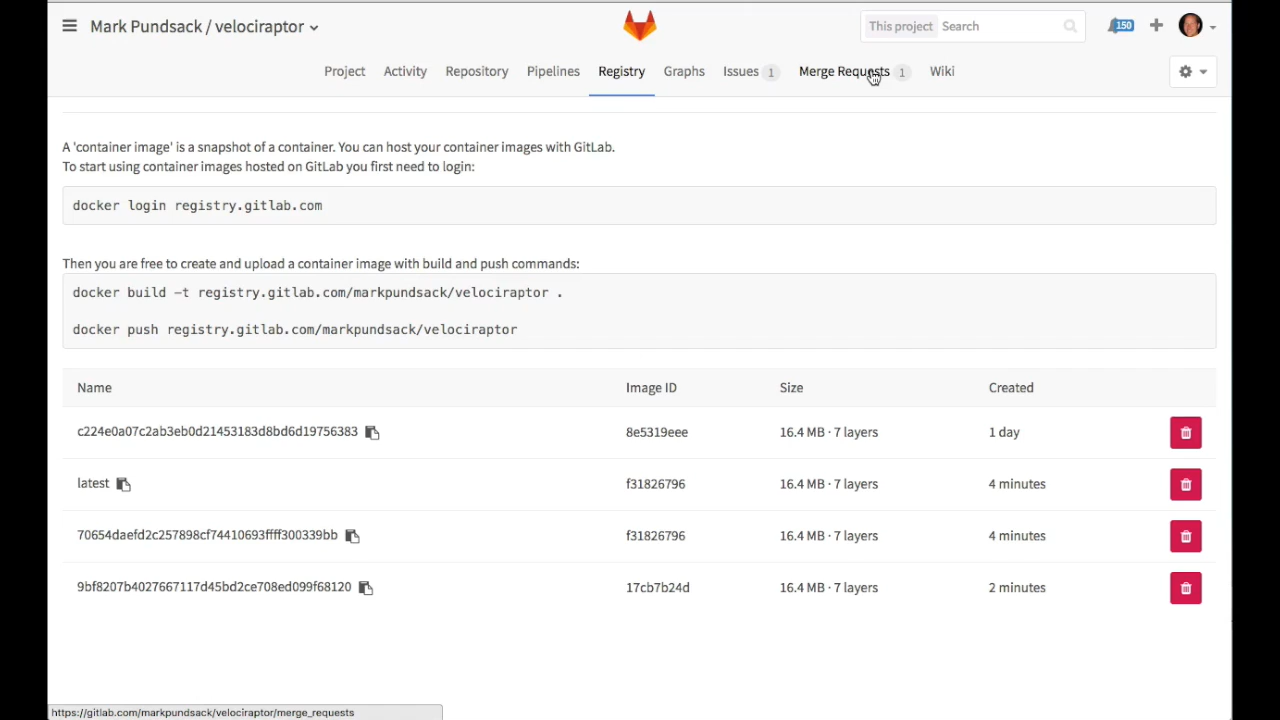 Mark Pundsack / velociraptor
This project Search
150
Project Activity Repository Pipelines Registry Graphs Issues 1 Merge Requests 1 Wiki
A 'container image' is a snapshot of a container. You can host your container images with GitLab.
To start using container images hosted on GitLab you first need to login:
docker login registry.gitlab.com
Then you are free to create and upload a container image with build and push commands:
docker build -t registry.gitlab.com/markpundsack/velociraptor .
docker push registry.gitlab.com/markpundsack/velociraptor
Name Image ID Size Created
c224e0a07c2ab3eb0d21453183d8bd6d19756383 8e5319eee 16.4 MB · 7 layers 1 day
latest f31826796 16.4 MB · 7 layers 4 minutes
70654daefd2c257898cf74410693ffff300339bb f31826796 16.4 MB · 7 layers 4 minutes
9bf8207b4027667117d45bd2ce708ed099f68120 17cb7b24d 16.4 MB · 7 layers 2 minutes
https://gitlab.com/markpundsack/velociraptor/merge_requests